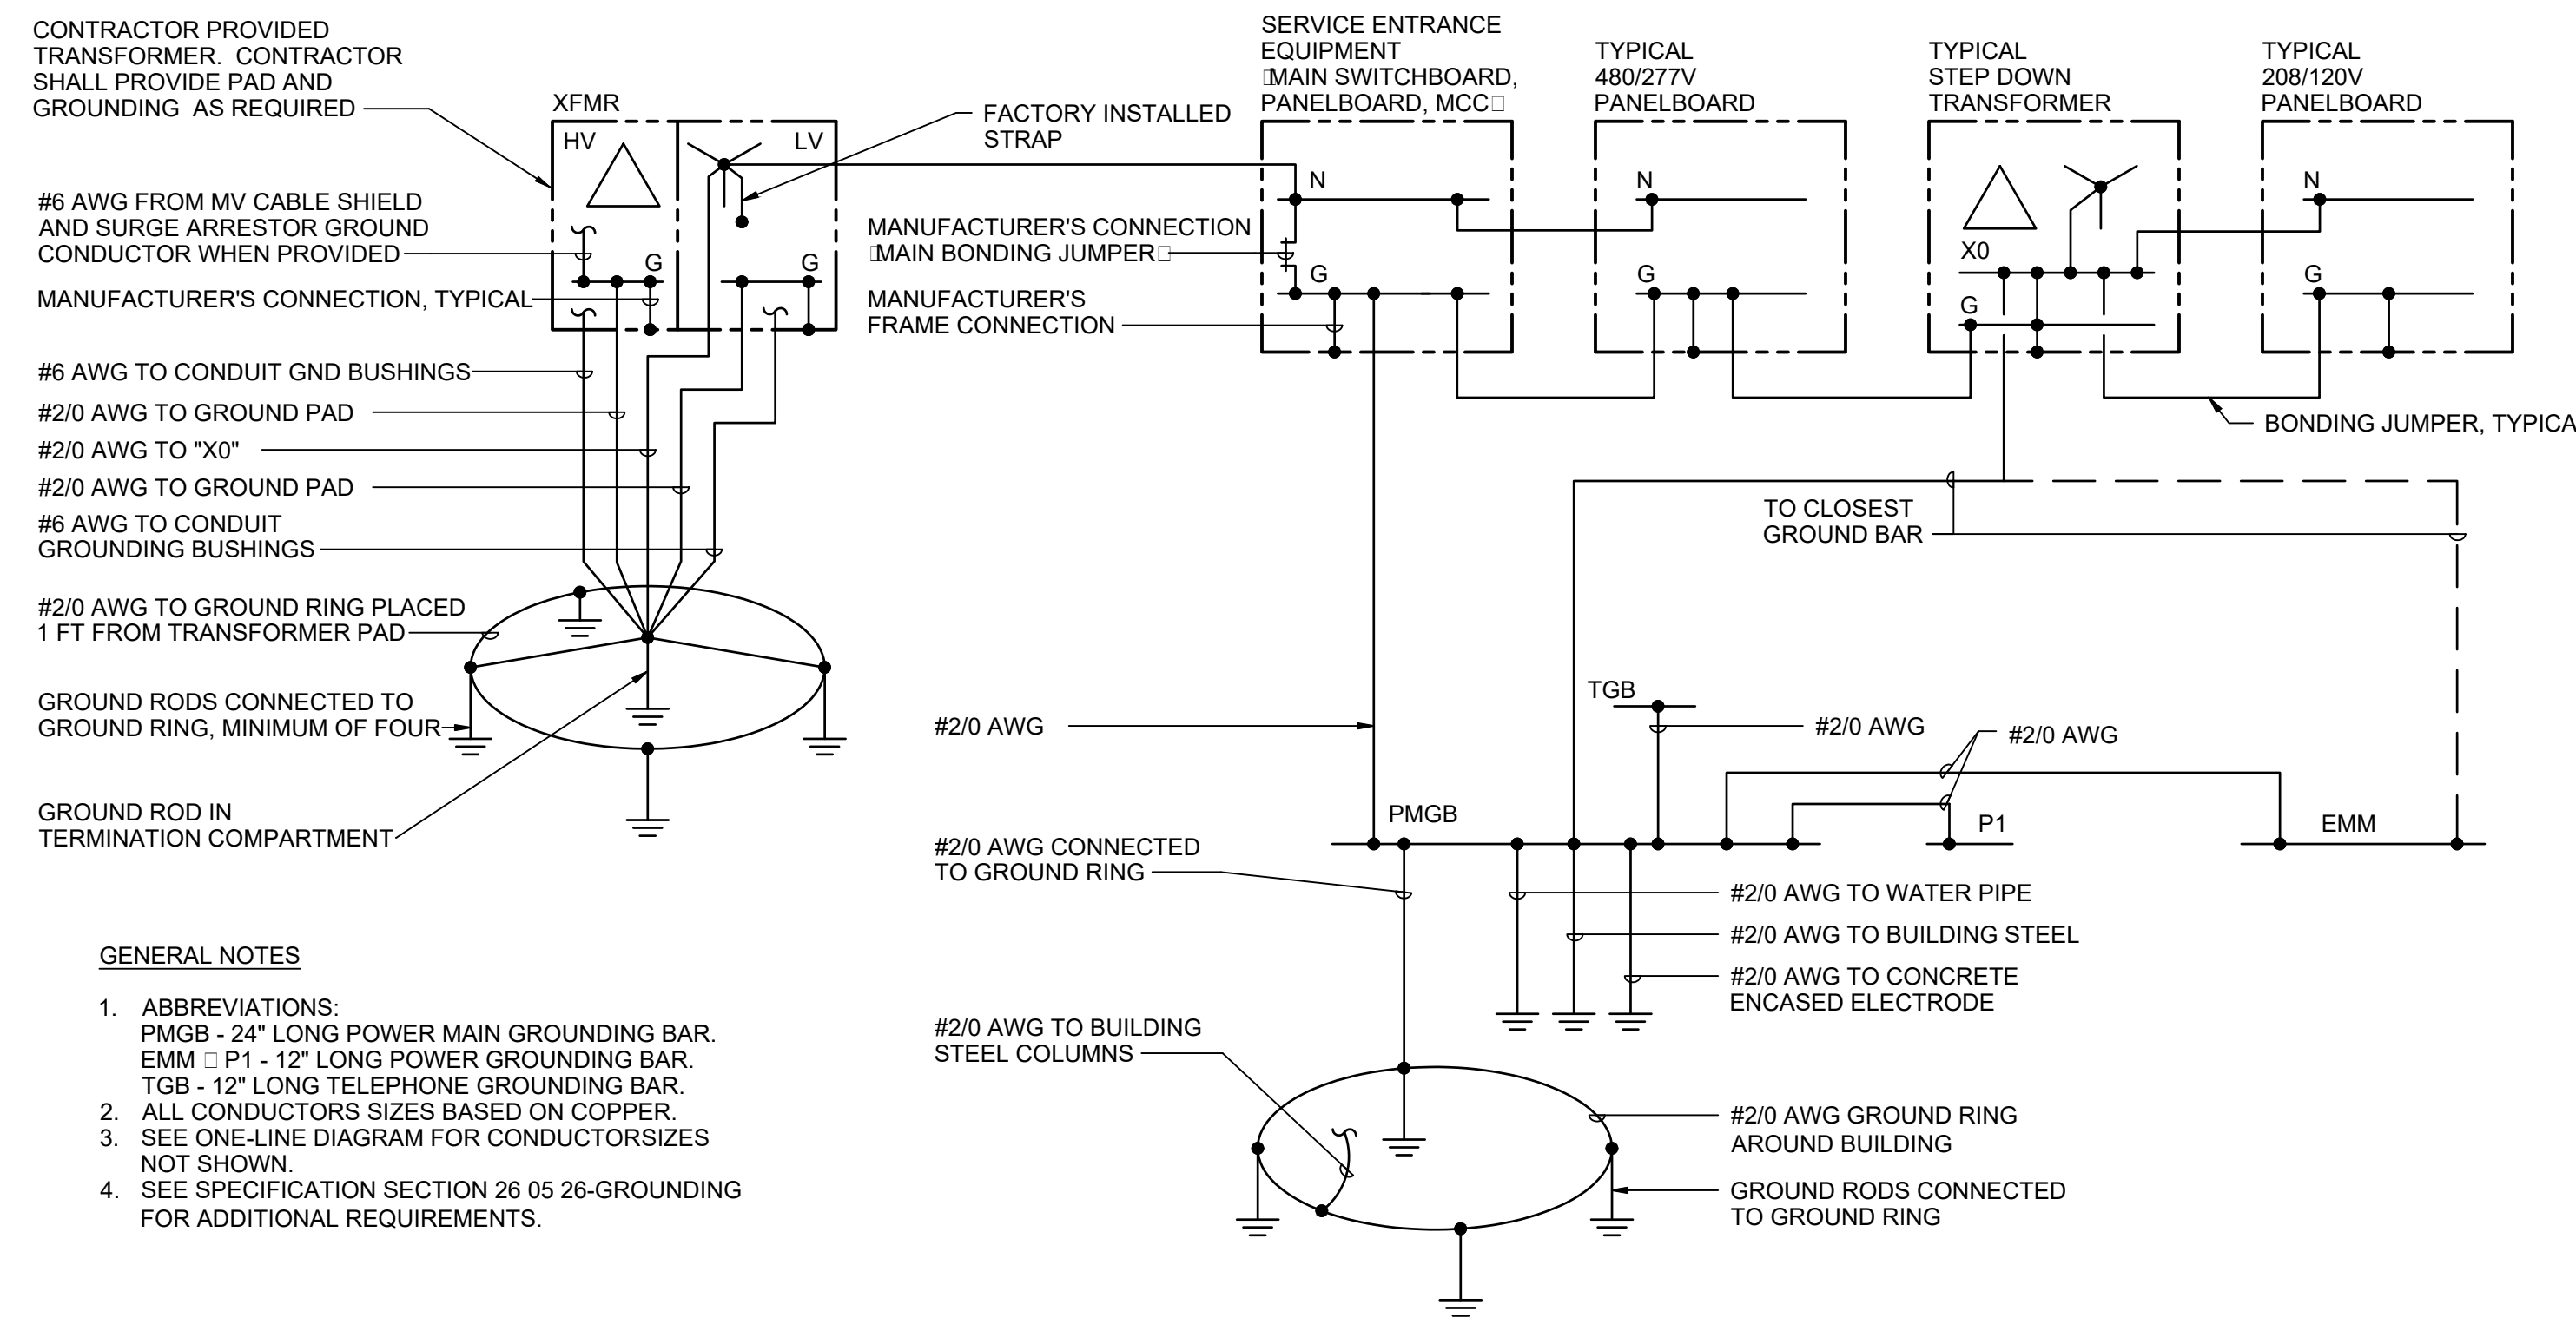 CONTRACTOR PROVIDED
TRANSFORMER. CONTRACTOR
SHALL PROVIDE PAD AND
GROUNDING AS REQUIRED
XFMR
HV
LV
G
G
FACTORY INSTALLED
STRAP
#6 AWG FROM MV CABLE SHIELD
AND SURGE ARRESTOR GROUND
CONDUCTOR WHEN PROVIDED
MANUFACTURER'S CONNECTION, TYPICAL
#6 AWG TO CONDUIT GND BUSHINGS
#2/0 AWG TO GROUND PAD
#2/0 AWG TO "X0"
#2/0 AWG TO GROUND PAD
#6 AWG TO CONDUIT
GROUNDING BUSHINGS
#2/0 AWG TO GROUND RING PLACED
1 FT FROM TRANSFORMER PAD
GROUND RODS CONNECTED TO
GROUND RING, MINIMUM OF FOUR
GROUND ROD IN
TERMINATION COMPARTMENT
SERVICE ENTRANCE
EQUIPMENT
□MAIN SWITCHBOARD,
PANELBOARD, MCC□
N
G
MANUFACTURER'S CONNECTION
□MAIN BONDING JUMPER□
MANUFACTURER'S
FRAME CONNECTION
TYPICAL
480/277V
PANELBOARD
N
G
TYPICAL
STEP DOWN
TRANSFORMER
X0
G
TYPICAL
208/120V
PANELBOARD
N
G
BONDING JUMPER, TYPICA
TO CLOSEST
GROUND BAR
TGB
#2/0 AWG
#2/0 AWG
#2/0 AWG
PMGB
P1
EMM
#2/0 AWG CONNECTED
TO GROUND RING
#2/0 AWG TO WATER PIPE
#2/0 AWG TO BUILDING STEEL
#2/0 AWG TO CONCRETE
ENCASED ELECTRODE
#2/0 AWG TO BUILDING
STEEL COLUMNS
#2/0 AWG GROUND RING
AROUND BUILDING
GROUND RODS CONNECTED
TO GROUND RING
GENERAL NOTES
1. ABBREVIATIONS:
PMGB - 24" LONG POWER MAIN GROUNDING BAR.
EMM □ P1 - 12" LONG POWER GROUNDING BAR.
TGB - 12" LONG TELEPHONE GROUNDING BAR.
2. ALL CONDUCTORS SIZES BASED ON COPPER.
3. SEE ONE-LINE DIAGRAM FOR CONDUCTORSIZES
NOT SHOWN.
4. SEE SPECIFICATION SECTION 26 05 26-GROUNDING
FOR ADDITIONAL REQUIREMENTS.